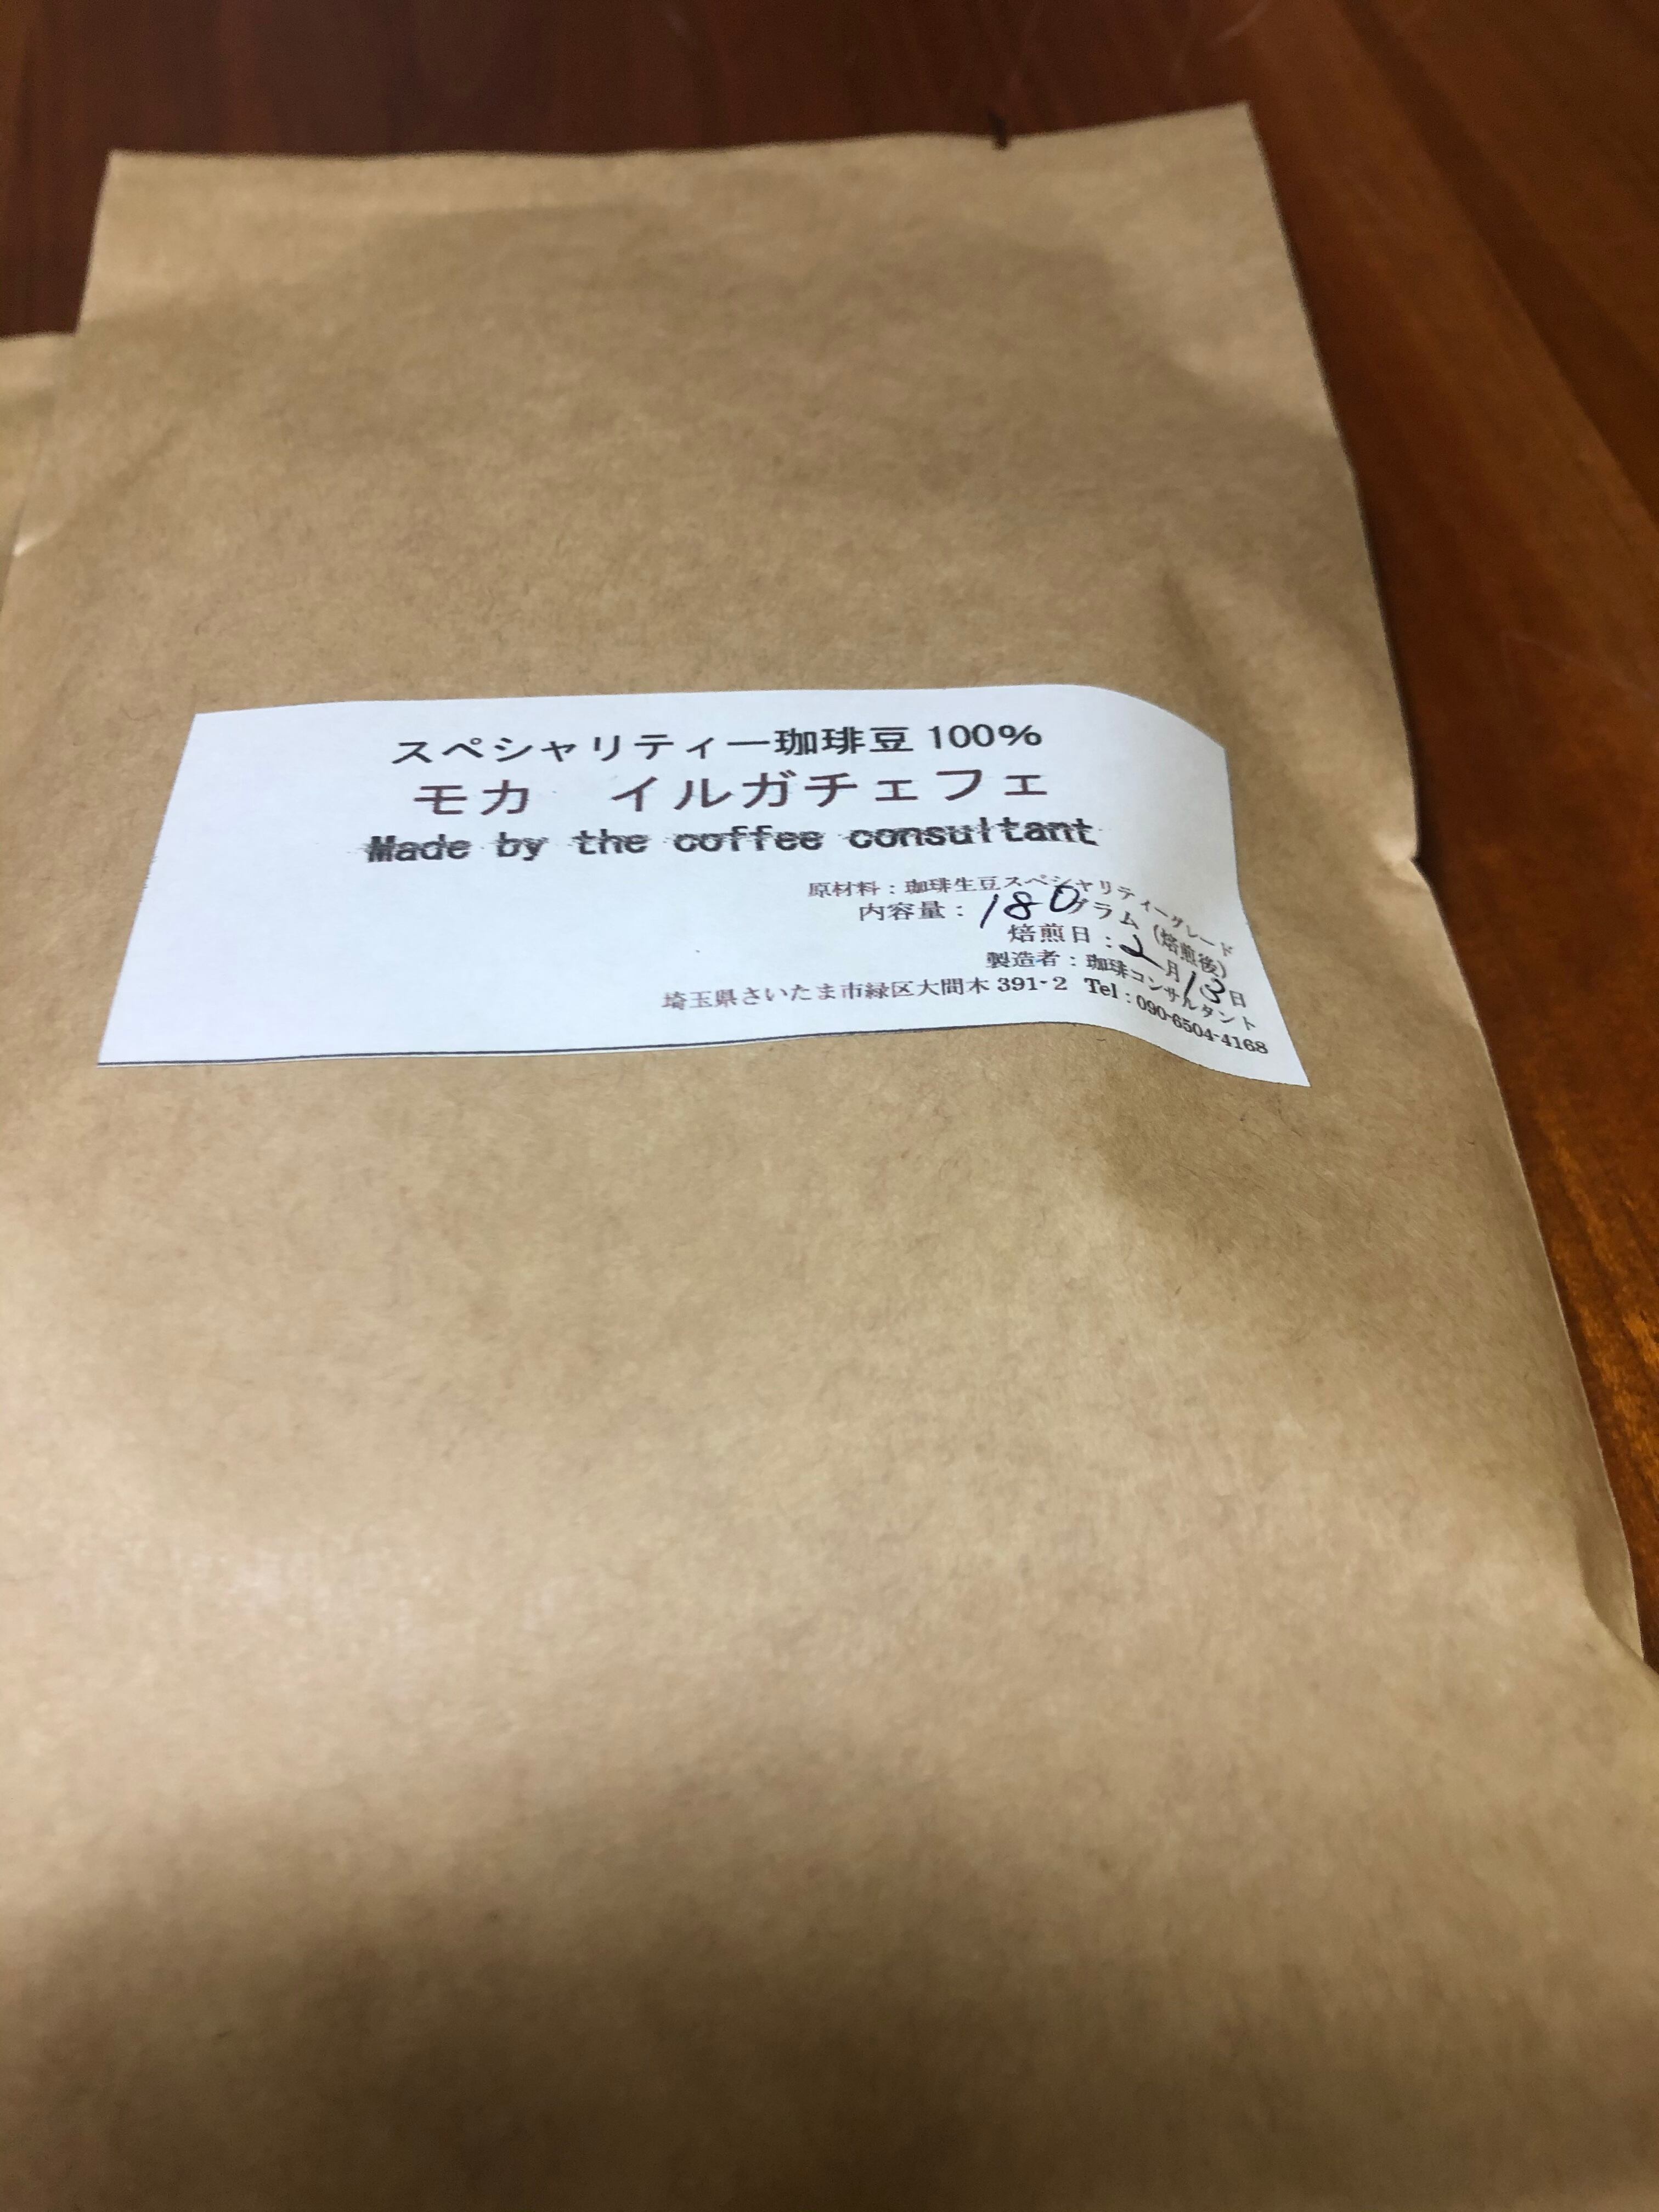 スペシャリティー珈琲豆 100%
モカ　イルガチェフェ
Made by the coffee consultant
原材料：珈琲生豆スペシャリティーグレード
内容量：180グラム（焙煎後）
焙煎日：2月13日
製造者：珈琲コンサルタント
埼玉県さいたま市緑区大間木 391-2 Tel：090-6504-4168